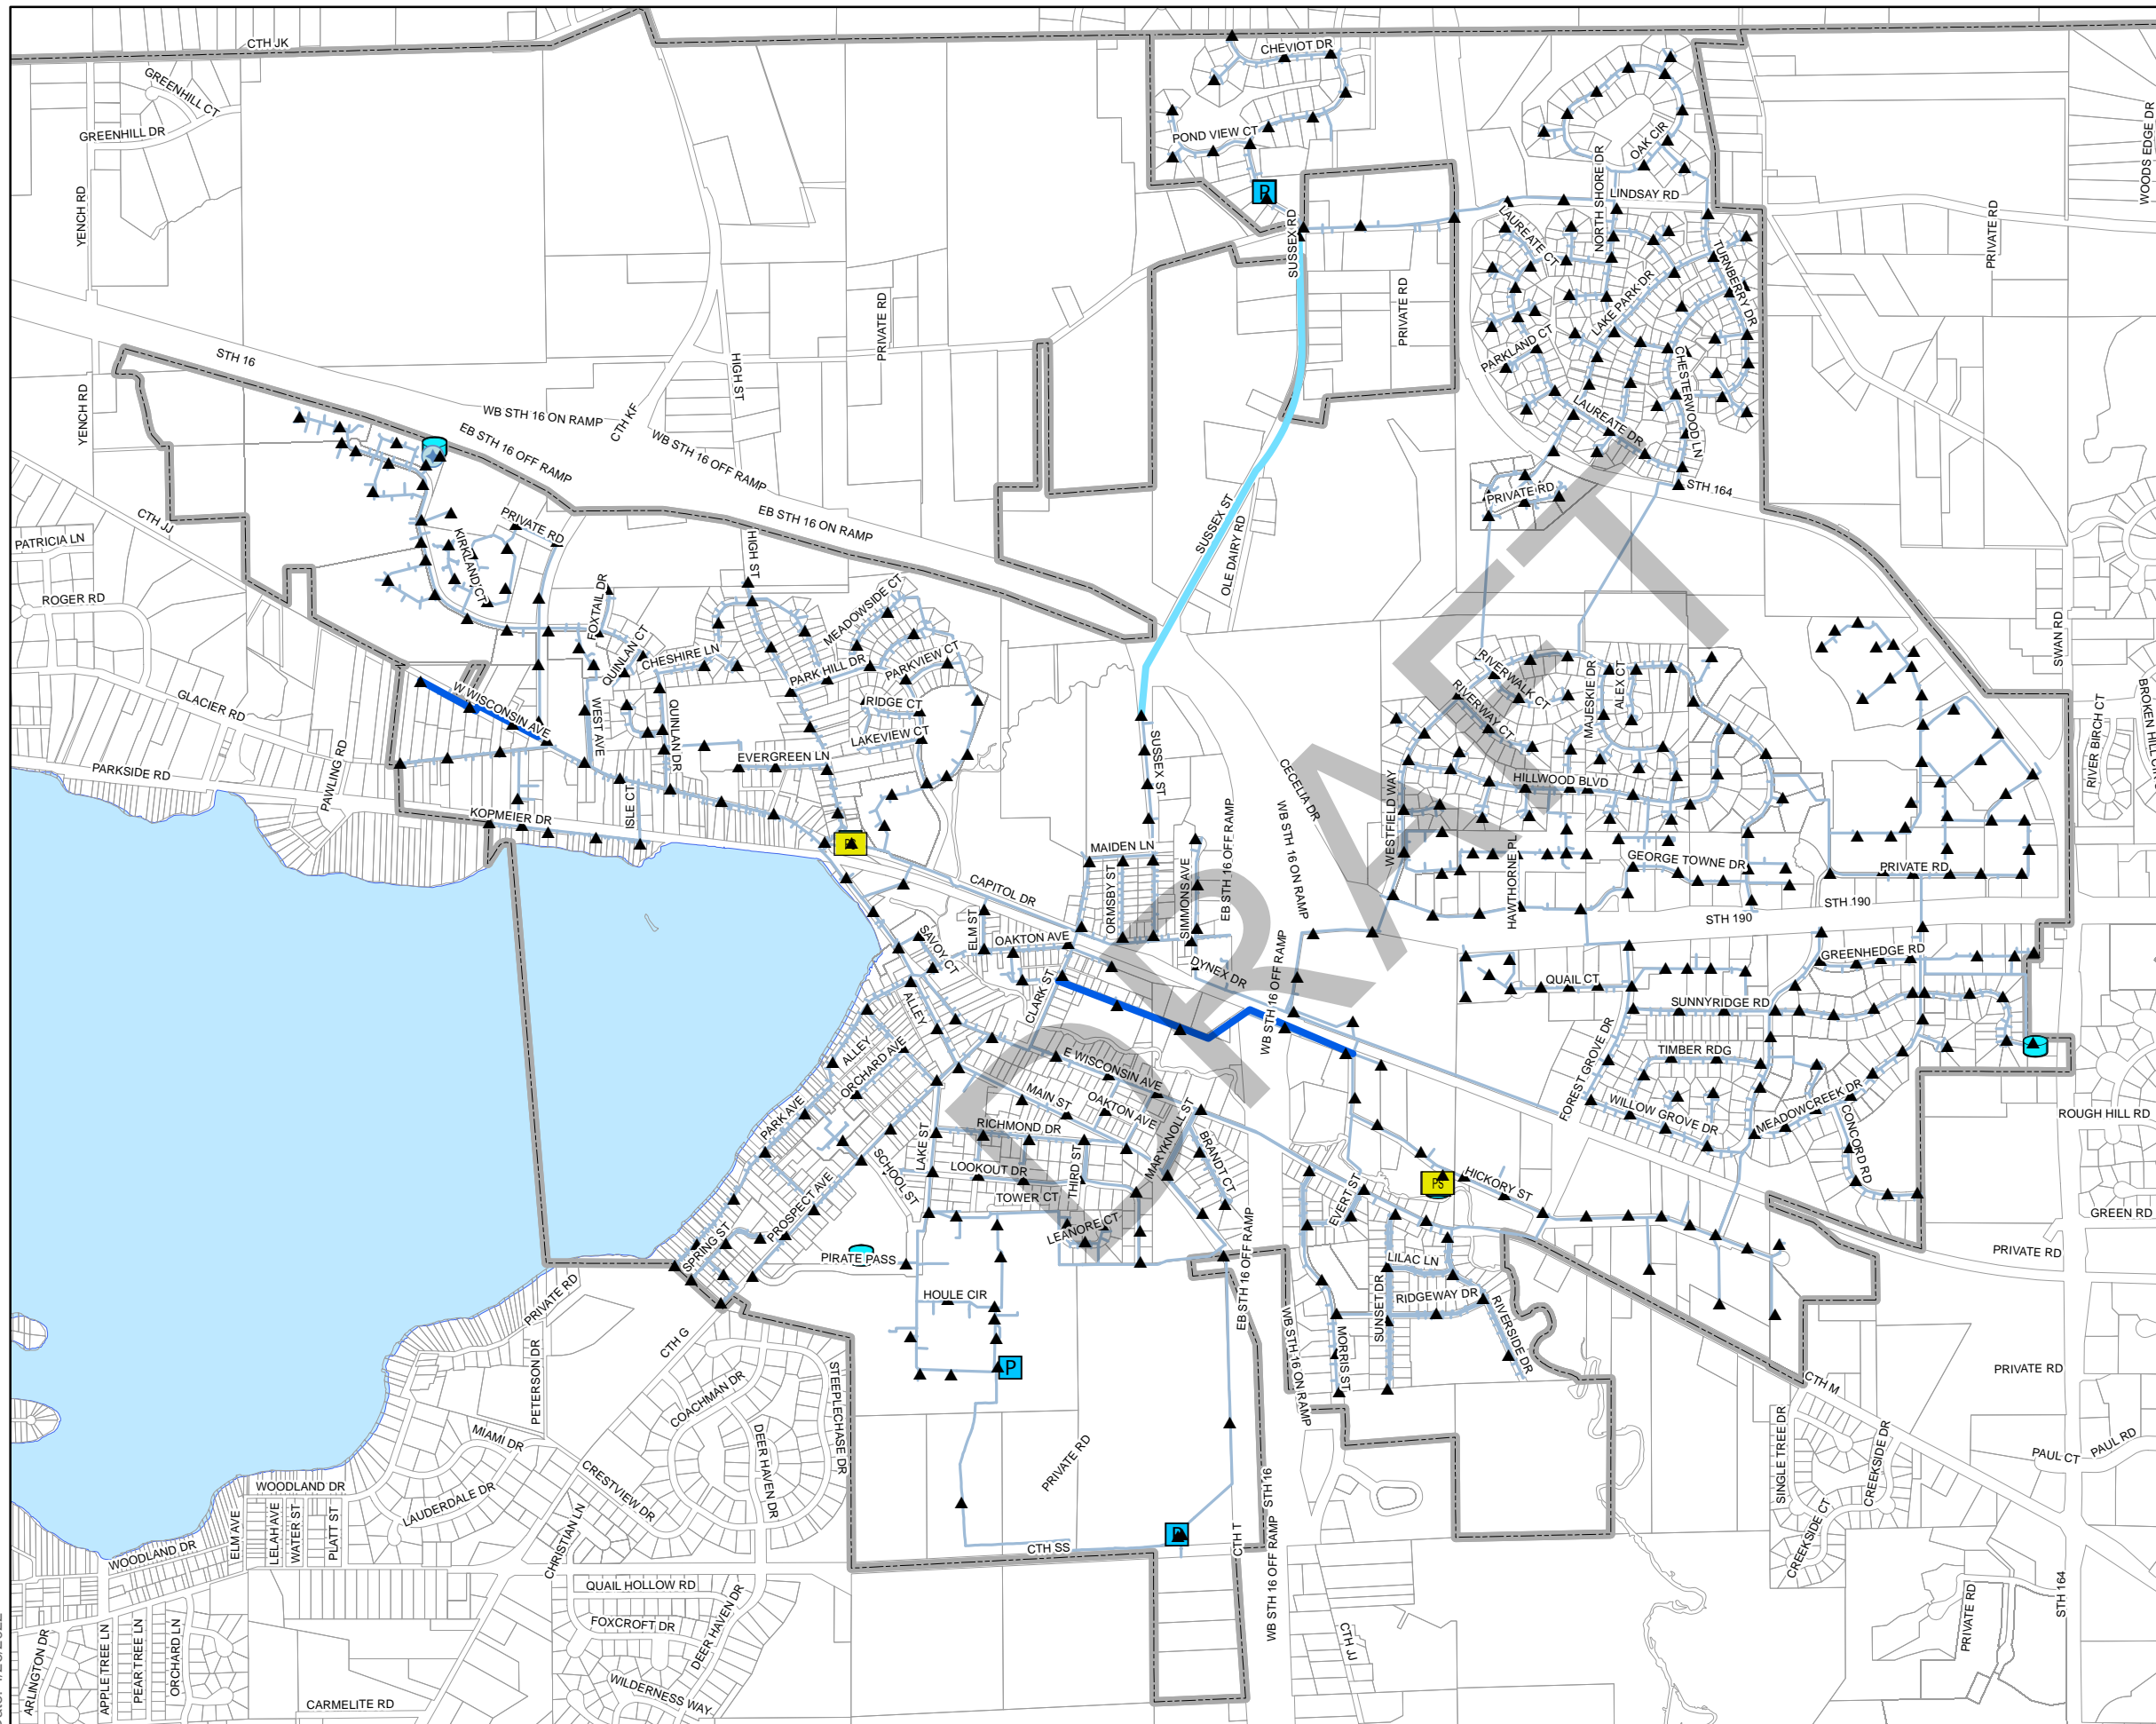 CTH JK
CHEVIOT DR
GREENHILL CT
GREENHILL DR
POND VIEW CT
OAK CIR
WOODS EDGE DR
YENCH RD
NORTH SHORE DR
LINDSAY RD
SUSSEX RD
LAUREATE CT
PRIVATE RD
TURNBERRY DR
PRIVATE RD
PRIVATE RD
LAKE PARK DR
STH 16
HIGH ST
PARKLAND CT
CHESTERWOOD LN
YENCH RD
WB STH 16 ON RAMP
CTH KF
LAUREATE DR
EB STH 16 OFF RAMP
WB STH 16 OFF RAMP
PRIVATE RD
STH 164
CTH JJ
PRIVATE RD
EB STH 16 ON RAMP
SUSSEX ST
OLE DAIRY RD
PATRICIA LN
KIRKLAND CT
HIGH ST
ROGER RD
FOXTAIL DR
MEADOWSIDE CT
SWAN RD
QUINLAN CT
CHESHIRE LN
PARK HILL DR
PARKVIEW CT
RIVERWALK CT
MAJESKIE DR
ALEX CT
GLACIER RD
W WISCONSIN AVE
WEST AVE
QUINLAN DR
RIDGE CT
LAKEVIEW CT
RIVERWAY CT
RIVER BIRCH CT
PARKSIDE RD
PAWLING RD
EVERGREEN LN
SUSSEX ST
CECELIA DR
HILLWOOD BLVD
ISLE CT
KOPMEIER DR
WESTFIELD WAY
MAIDEN LN
ORMSBY ST
SIMMONS AVE
EB STH 16 OFF RAMP
WB STH 16 ON RAMP
HAWTHORNE PL
GEORGE TOWNE DR
PRIVATE RD
CAPITOL DR
ELM ST
OAKTON AVE
STH 190
STH 190
SAVOY CT
CLARK ST
DYNEX DR
WB STH 16 OFF RAMP
QUAIL CT
GREENHEDGE RD
SUNNYRIDGE RD
ALLEY
ALLEY
ORCHARD AVE
E WISCONSIN AVE
FOREST GROVE DR
TIMBER RDG
MAIN ST
OAKTON AVE
WILLOW GROVE DR
MEADOWCREEK DR
CONCORD RD
ROUGH HILL RD
PARK AVE
RICHMOND DR
LAKE ST
LOOKOUT DR
THIRD ST
TOWER CT
MARYKNOLL ST
BRANDT CT
SCHOOL ST
PROSPECT AVE
LEANORE CT
EVERT ST
PS
HICKORY ST
GREEN RD
SPRING ST
PIRATE PASS
EB STH 16 OFF RAMP
LILAC LN
PRIVATE RD
PRIVATE RD
HOULE CIR
SUNSET DR
RIDGEWAY DR
RIVERSIDE DR
CTH G
PETERSON DR
STEEPLECHASE DR
P
WB STH 16 ON RAMP
MORRIS ST
PRIVATE RD
COACHMAN DR
CTH M
MIAMI DR
DEER HAVEN DR
PRIVATE RD
SINGLE TREE DR
CREEKSIDE DR
PAUL CT
PAUL RD
WOODLAND DR
LAUDERDALE DR
CRESTVIEW DR
CHRISTIAN LN
STH 16
CTH T
CREEKSIDE CT
ELM AVE
LELAH AVE
WATER ST
PLATT ST
WOODLAND DR
CTH SS
WB STH 16 OFF RAMP
QUAIL HOLLOW RD
FOXCROFT DR
DEER HAVEN DR
STH 164
PRIVATE RD
ARLINGTON DR
APPLE TREE LN
PEAR TREE LN
ORCHARD LN
WILDERNESS WAY
CTH JJ
CARMELITE RD
DRAFT